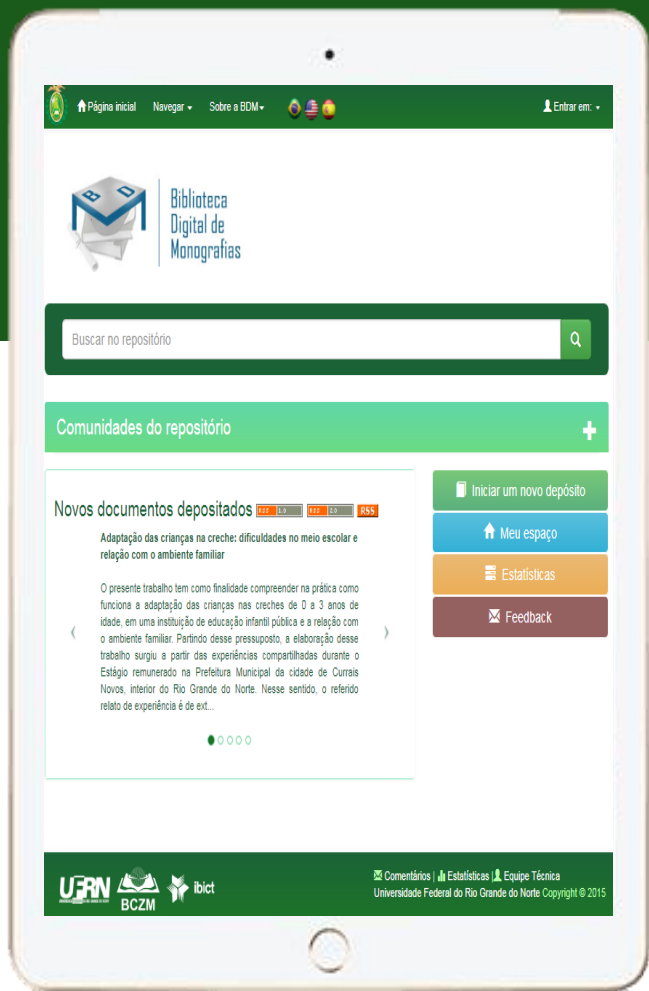 Página inicial Navegar Sobre a BDM Entrar em:
B D M
Biblioteca
Digital de
Monografias
Buscar no repositório
Comunidades do repositório
Novos documentos depositados RSS 1.0 RSS 2.0 RSS
Adaptação das crianças na creche: dificuldades no meio escolar e
relação com o ambiente familiar
O presente trabalho tem como finalidade compreender na prática como
funciona a adaptação das crianças nas creches de 0 a 3 anos de
idade, em uma instituição de educação infantil pública e a relação com
o ambiente familiar. Partindo desse pressuposto, a elaboração desse
trabalho surgiu a partir das experiências compartilhadas durante o
Estágio remunerado na Prefeitura Municipal da cidade de Currais
Novos, interior do Rio Grande do Norte. Nesse sentido, o referido
relato de experiência é de ext...
Iniciar um novo depósito
Meu espaço
Estatísticas
Feedback
UFRN
BCZM
ibict
Comentários | Estatísticas | Equipe Técnica
Universidade Federal do Rio Grande do Norte Copyright © 2015